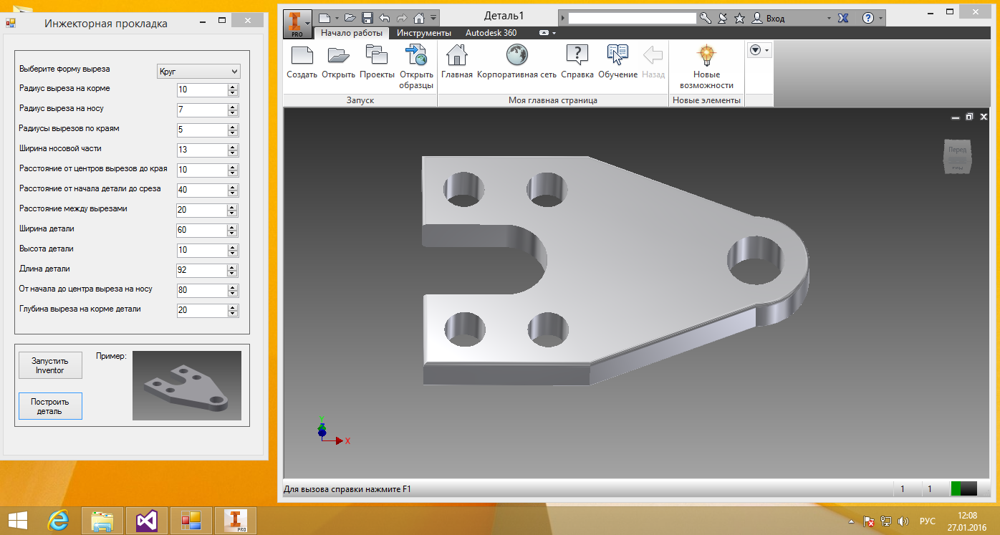 Инжекторная прокладка
Выберите форму выреза
Круг
Радиус выреза на корме
10
Радиус выреза на носу
7
Радиусы вырезов по краям
5
Ширина носовой части
13
Расстояние от центров вырезов до края
10
Расстояние от начала детали до среза
40
Расстояние между вырезами
20
Ширина детали
60
Высота детали
10
Длина детали
92
От начала до центра выреза на носу
80
Глубина выреза на корме детали
20
Запустить
Inventor
Пример:
Построить
деталь
PRO
Деталь1
Вход
Начало работы
Инструменты
Autodesk 360
Создать
Открыть
Проекты
Открыть
образцы
Запуск
Главная
Корпоративная сеть
Справка
Обучение
Назад
Моя главная страница
Новые
возможности
Новые элементы
Перед
X
Для вызова справки нажмите F1
1
1
PRO
РУС
12:08
27.01.2016